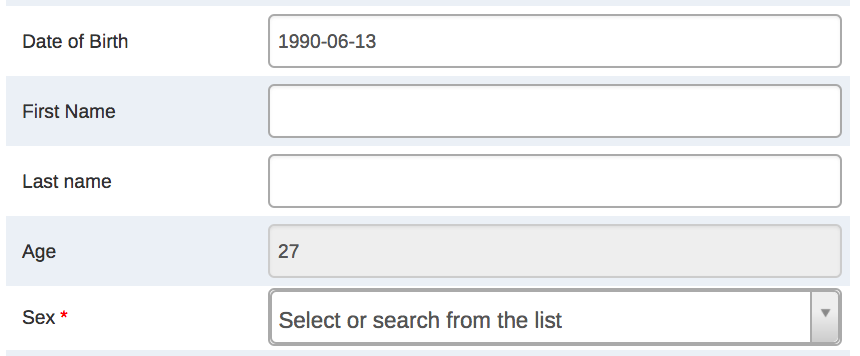 Date of Birth 1990-06-13
First Name
Last name
Age 27
Sex * Select or search from the list